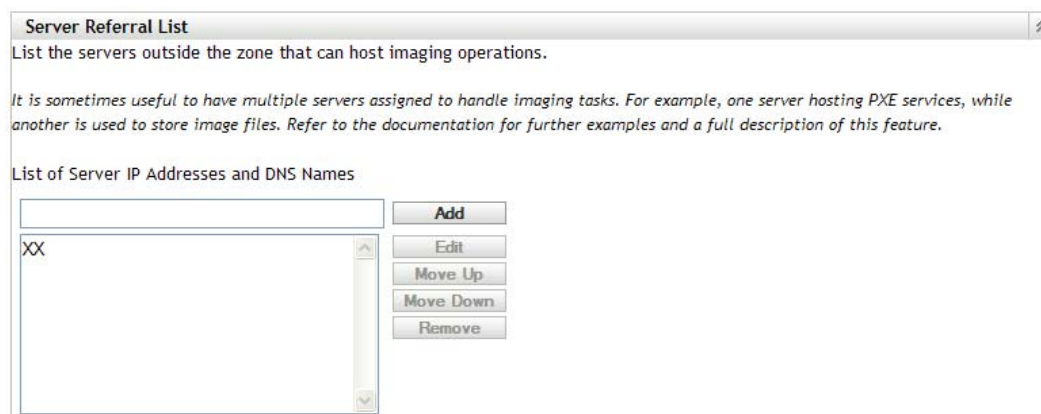 Server Referral List
List the servers outside the zone that can host imaging operations.
It is sometimes useful to have multiple servers assigned to handle imaging tasks. For example, one server hosting PXE services, while
another is used to store image files. Refer to the documentation for further examples and a full description of this feature.
List of Server IP Addresses and DNS Names
Add
XX
Edit
Move Up
Move Down
Remove